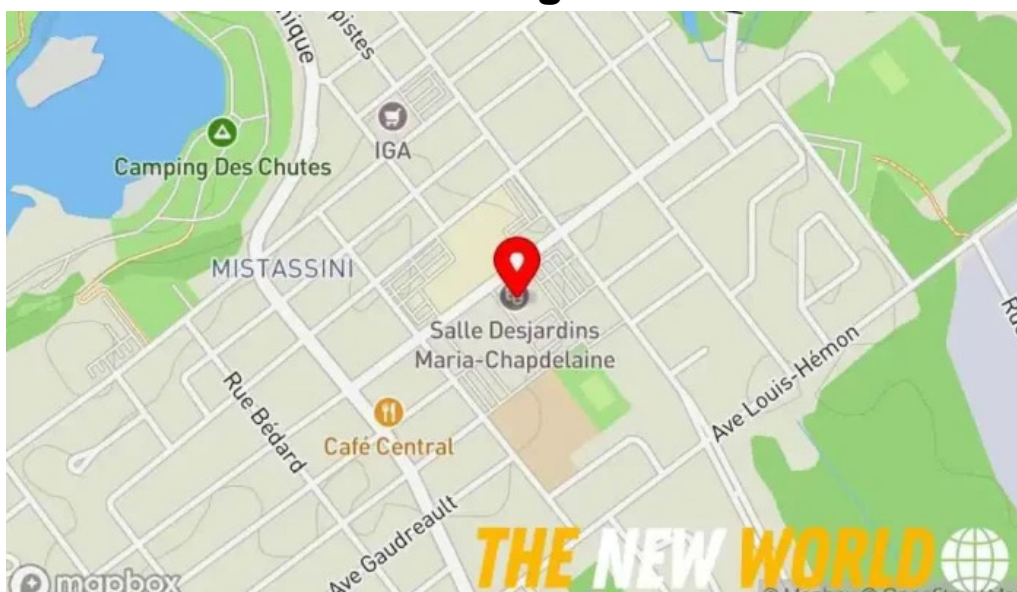 pistes
IGA
Camping Des Chutes
MISTASSINI
Salle Desjardins
Maria-Chapdelaine
Ave Louis-Hémon
Rue Bédard
Café Central
Ave Gaudreault
THE NEW WORLD
mapbox